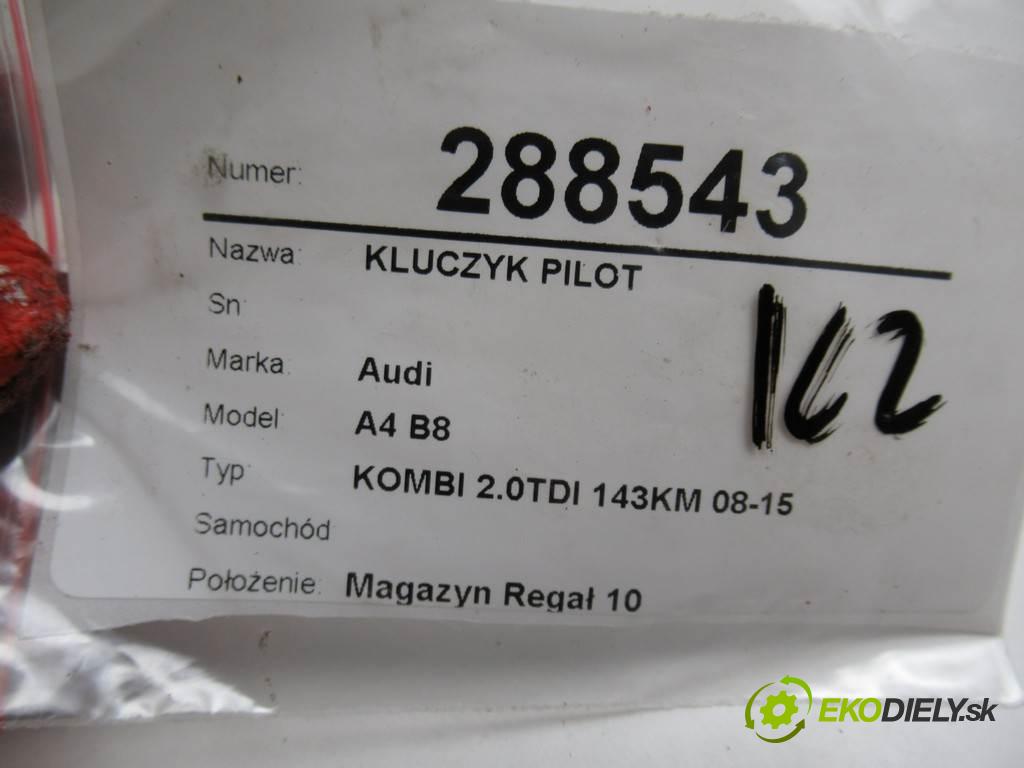 Numer: 288543
Nazwa: KLUCZYK PILOT
Sn
Marka: Audi
Model: A4 B8
Typ KOMBI 2.0TDI 143KM 08-15
Samochód
Położenie: Magazyn Regał 10
EKODIELY.sk